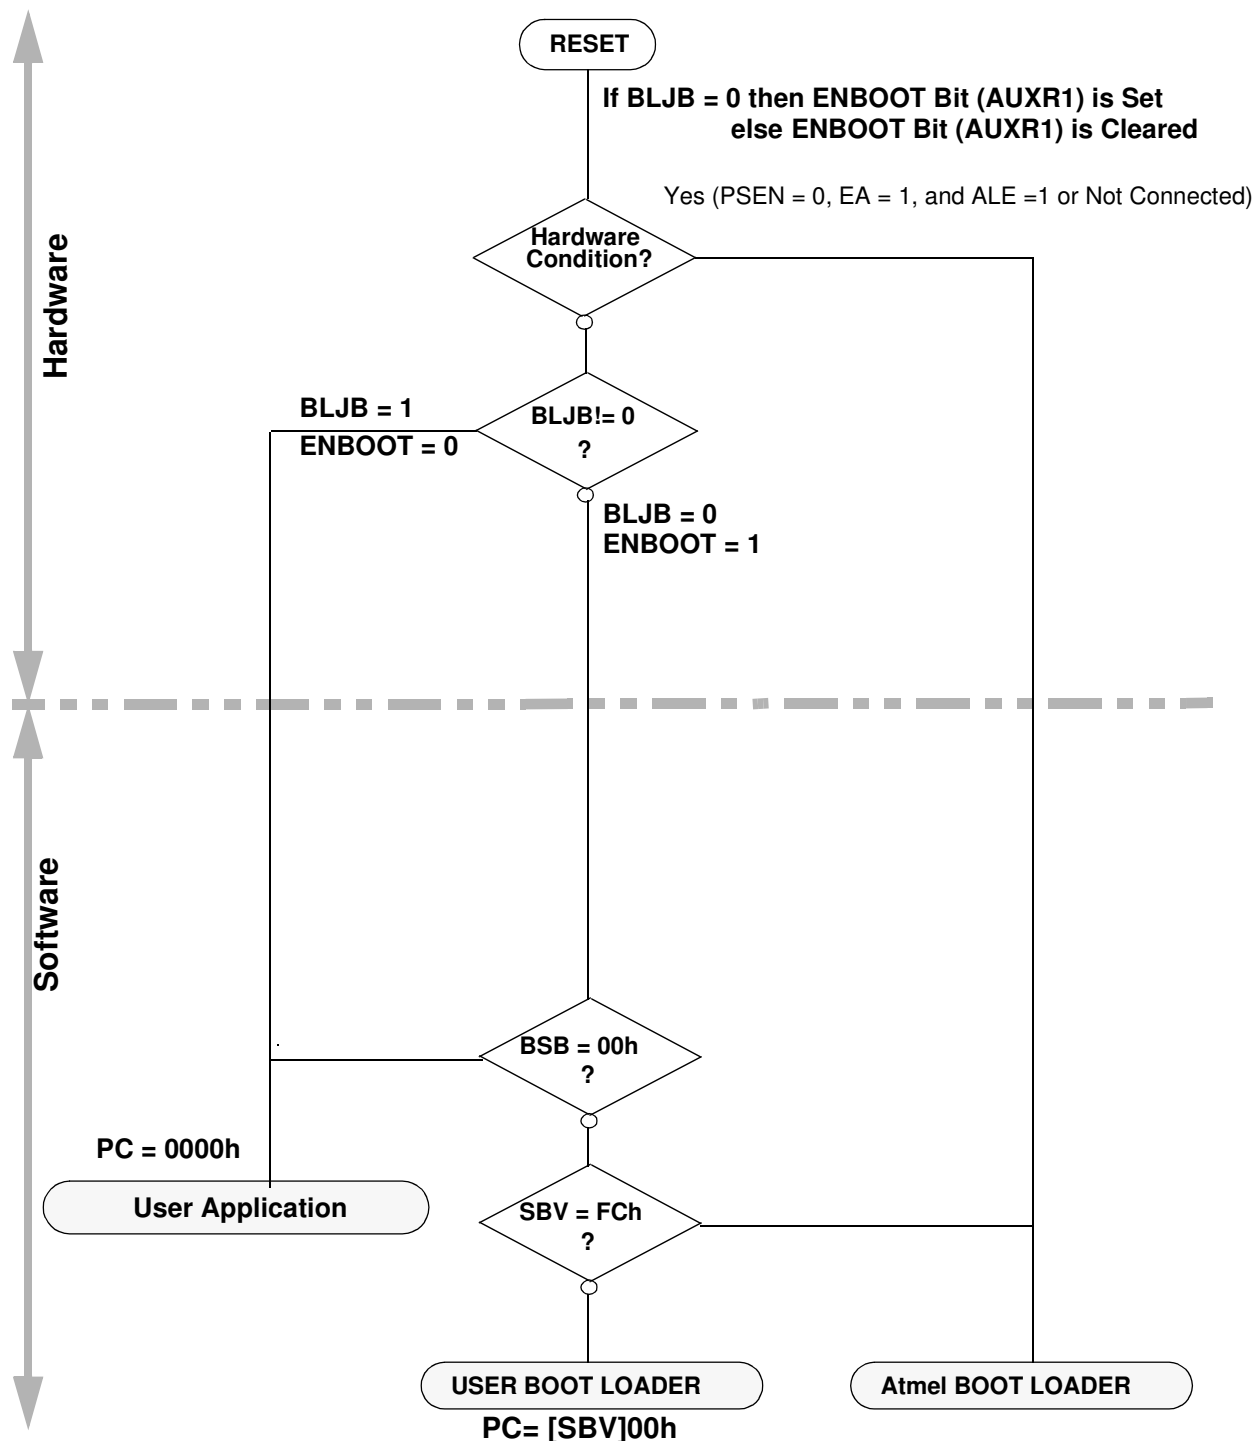 RESET
If BLJB = 0 then ENBOOT Bit (AUXR1) is Set
else ENBOOT Bit (AUXR1) is Cleared
Yes (PSEN = 0, EA = 1, and ALE =1 or Not Connected)
Hardware
Condition?
Hardware
BLJB = 1
ENBOOT = 0
BLJB!= 0
?
BLJB = 0
ENBOOT = 1
Software
BSB = 00h
?
PC = 0000h
User Application
SBV = FCh
?
USER BOOT LOADER
PC= [SBV]00h
Atmel BOOT LOADER